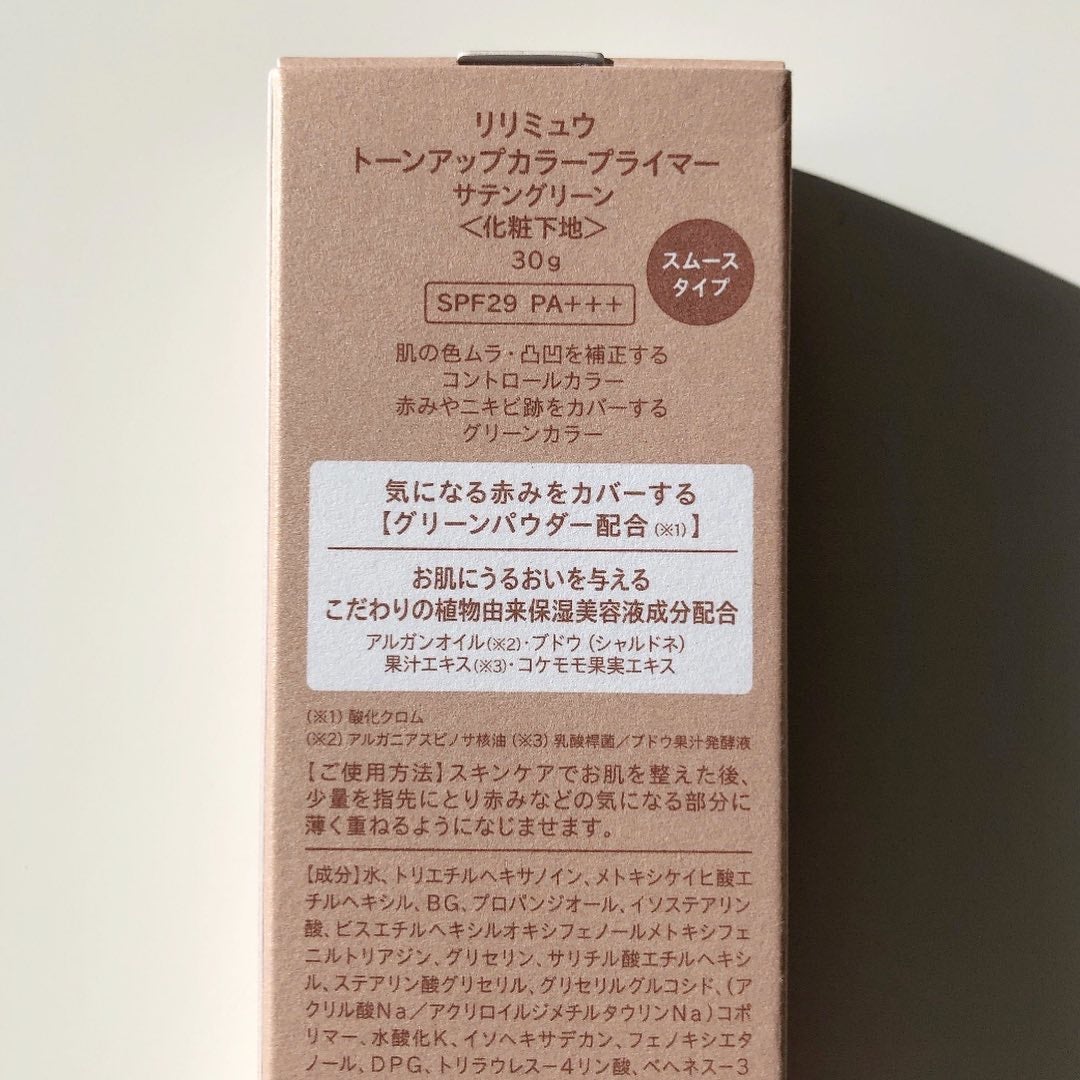 リリミュウ
トーンアップカラープライマー
サテングリーン
＜化粧下地＞
30g
スムース
タイプ
SPF29 PA+++
肌の色ムラ・凸凹を補正する
コントロールカラー
赤みやニキビ跡をカバーする
グリーンカラー
気になる赤みをカバーする
【グリーンパウダー配合（※1）】
お肌にうるおいを与える
こだわりの植物由来保湿美容液成分配合
アルガンオイル（※2）・ブドウ（シャルドネ）
果汁エキス（※3）・コケモモ果実エキス
（※1）酸化クロム
（※2）アルガニアスピノサ核油（※3）乳酸桿菌／ブドウ果汁発酵液
【ご使用方法】スキンケアでお肌を整えた後、
少量を指先にとり赤みなどの気になる部分に
薄く重ねるようになじませます。
【成分】水、トリエチルヘキサノイン、メトキシケイヒ酸エ
チルヘキシル、BG、プロパンジオール、イソステアリン
酸、ビスエチルヘキシルオキシフェノールメトキシフェ
ニルトリアジン、グリセリン、サリチル酸エチルヘキシ
ル、ステアリン酸グリセリル、グリセリルグルコシド、（ア
クリル酸Na／アクリロイルジメチルタウリンNa）コポ
リマー、水酸化K、イソヘキサデカン、フェノキシエタ
ノール、DPG、トリラウレス－4リン酸、ベヘネス－3